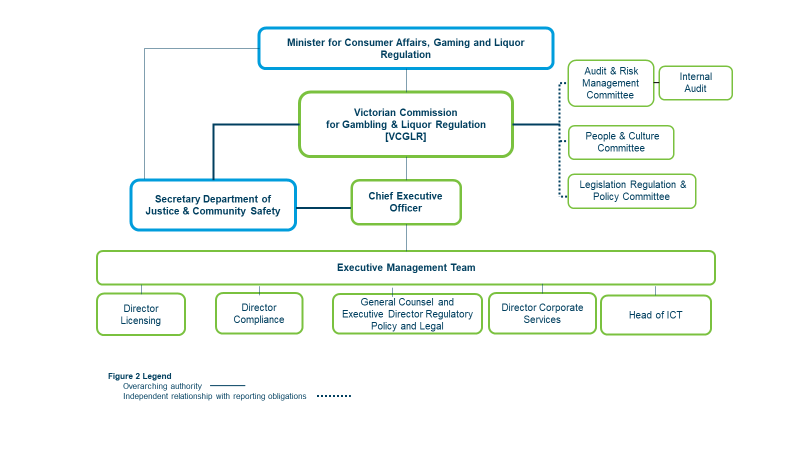 Minister for Consumer Affairs, Gaming and Liquor
Regulation
Audit & Risk
Management
Committee
Internal
Audit
Victorian Commission
for Gambling & Liquor Regulation
[VCGLR]
People & Culture
Committee
Legislation Regulation &
Policy Committee
Secretary Department of
Justice & Community Safety
Chief Executive
Officer
Executive Management Team
Director
Licensing
Director
Compliance
General Counsel and
Executive Director Regulatory
Policy and Legal
Director Corporate
Services
Head of ICT
Figure 2 Legend
Overarching authority
Independent relationship with reporting obligations